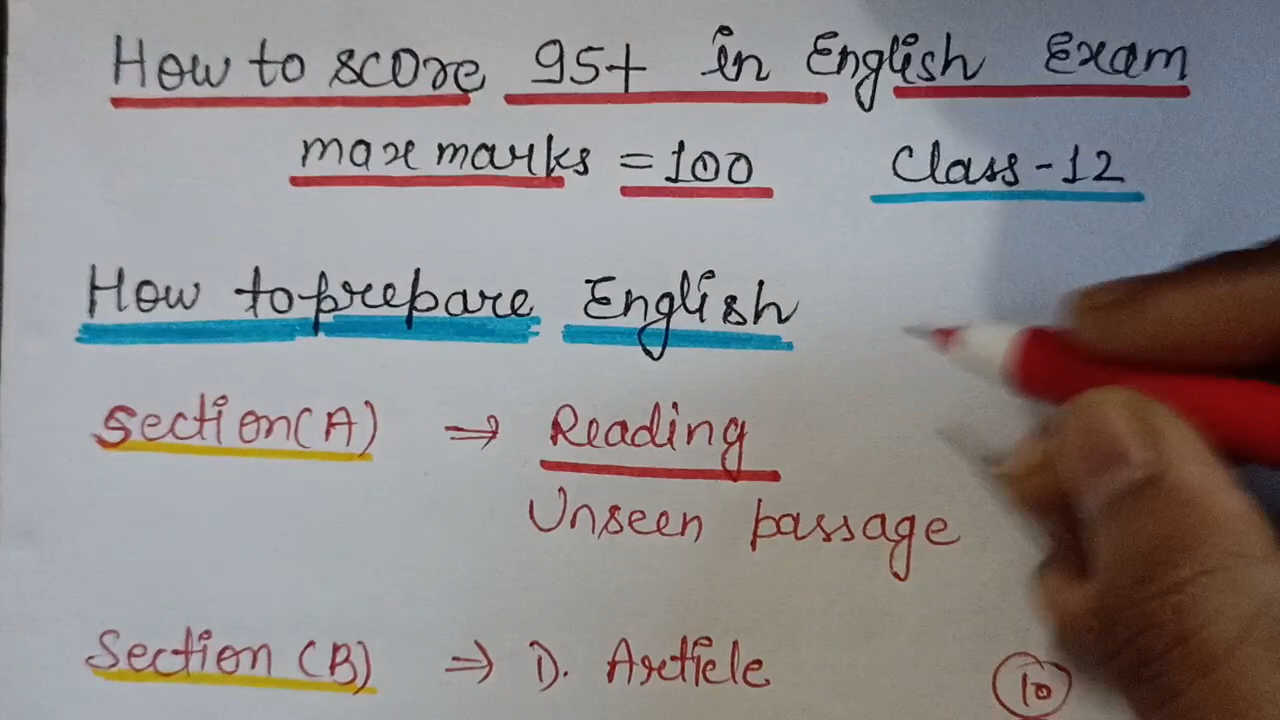 How to score 95+ in English Exam
max marks = 100 Class-12
How to prepare English
Section (A) ⇒ Reading
Unseen passage
Section (B) ⇒ D. Article 10